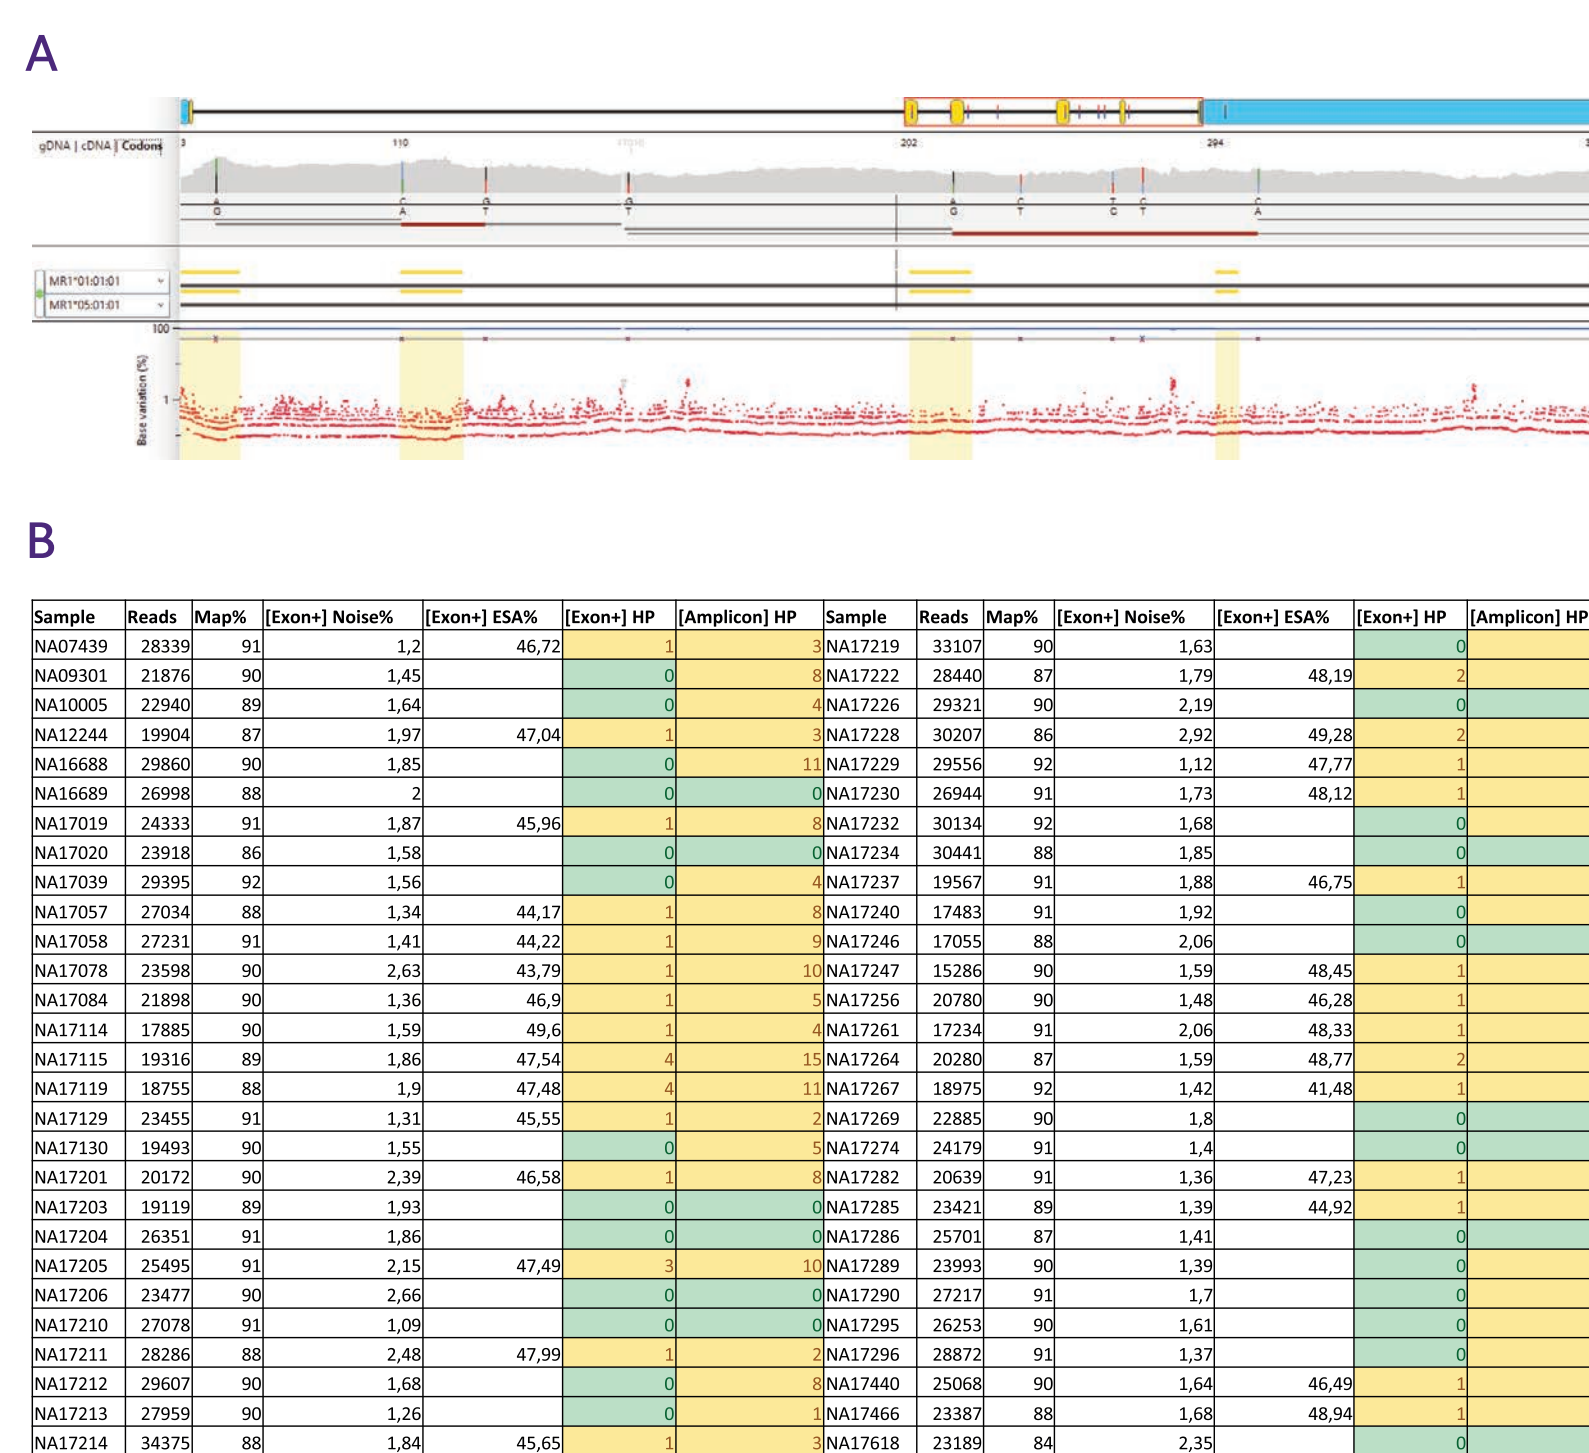 A
gDNA | cDNA | Codons
3 110 202 294
A C G G A C T C C
G A T T G T G T A
MR1*01:01:01
MR1*05:01:01
100
1
Base variation (%)
B
Sample Reads Map% [Exon+] Noise% [Exon+] ESA% [Exon+] HP [Amplicon] HP Sample Reads Map% [Exon+] Noise% [Exon+] ESA% [Exon+] HP [Amplicon] HP
NA07439 28339 91 1,2 46,72 1 3 NA17219 33107 90 1,63 0
NA09301 21876 90 1,45 0 8 NA17222 28440 87 1,79 48,19 2
NA10005 22940 89 1,64 0 4 NA17226 29321 90 2,19 0
NA12244 19904 87 1,97 47,04 1 3 NA17228 30207 86 2,92 49,28 2
NA16688 29860 90 1,85 0 11 NA17229 29556 92 1,12 47,77 1
NA16689 26998 88 2 0 0 NA17230 26944 91 1,73 48,12 1
NA17019 24333 91 1,87 45,96 1 8 NA17232 30134 92 1,68 0
NA17020 23918 86 1,58 0 0 NA17234 30441 88 1,85 0
NA17039 29395 92 1,56 0 4 NA17237 19567 91 1,88 46,75 1
NA17057 27034 88 1,34 44,17 1 8 NA17240 17483 91 1,92 0
NA17058 27231 91 1,41 44,22 1 9 NA17246 17055 88 2,06 0
NA17078 23598 90 2,63 43,79 1 10 NA17247 15286 90 1,59 48,45 1
NA17084 21898 90 1,36 46,9 1 5 NA17256 20780 90 1,48 46,28 1
NA17114 17885 90 1,59 49,6 1 4 NA17261 17234 91 2,06 48,33 1
NA17115 19316 89 1,86 47,54 4 15 NA17264 20280 87 1,59 48,77 2
NA17119 18755 88 1,9 47,48 4 11 NA17267 18975 92 1,42 41,48 1
NA17129 23455 91 1,31 45,55 1 2 NA17269 22885 90 1,8 0
NA17130 19493 90 1,55 0 5 NA17274 24179 91 1,4 0
NA17201 20172 90 2,39 46,58 1 8 NA17282 20639 91 1,36 47,23 1
NA17203 19119 89 1,93 0 0 NA17285 23421 89 1,39 44,92 1
NA17204 26351 91 1,86 0 0 NA17286 25701 87 1,41 0
NA17205 25495 91 2,15 47,49 3 10 NA17289 23993 90 1,39 0
NA17206 23477 90 2,66 0 0 NA17290 27217 91 1,7 0
NA17210 27078 91 1,09 0 0 NA17295 26253 90 1,61 0
NA17211 28286 88 2,48 47,99 1 2 NA17296 28872 91 1,37 0
NA17212 29607 90 1,68 0 8 NA17440 25068 90 1,64 46,49 1
NA17213 27959 90 1,26 0 1 NA17466 23387 88 1,68 48,94 1
NA17214 34375 88 1,84 45,65 1 3 NA17618 23189 84 2,35 0